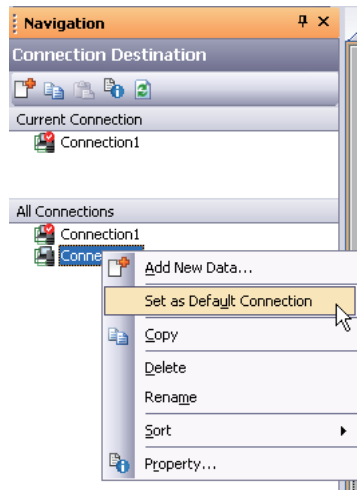 Navigation
Connection Destination
Current Connection
Connection1
All Connections
Connection1
Conne
Add New Data...
Set as Default Connection
Copy
Delete
Rename
Sort
Property...